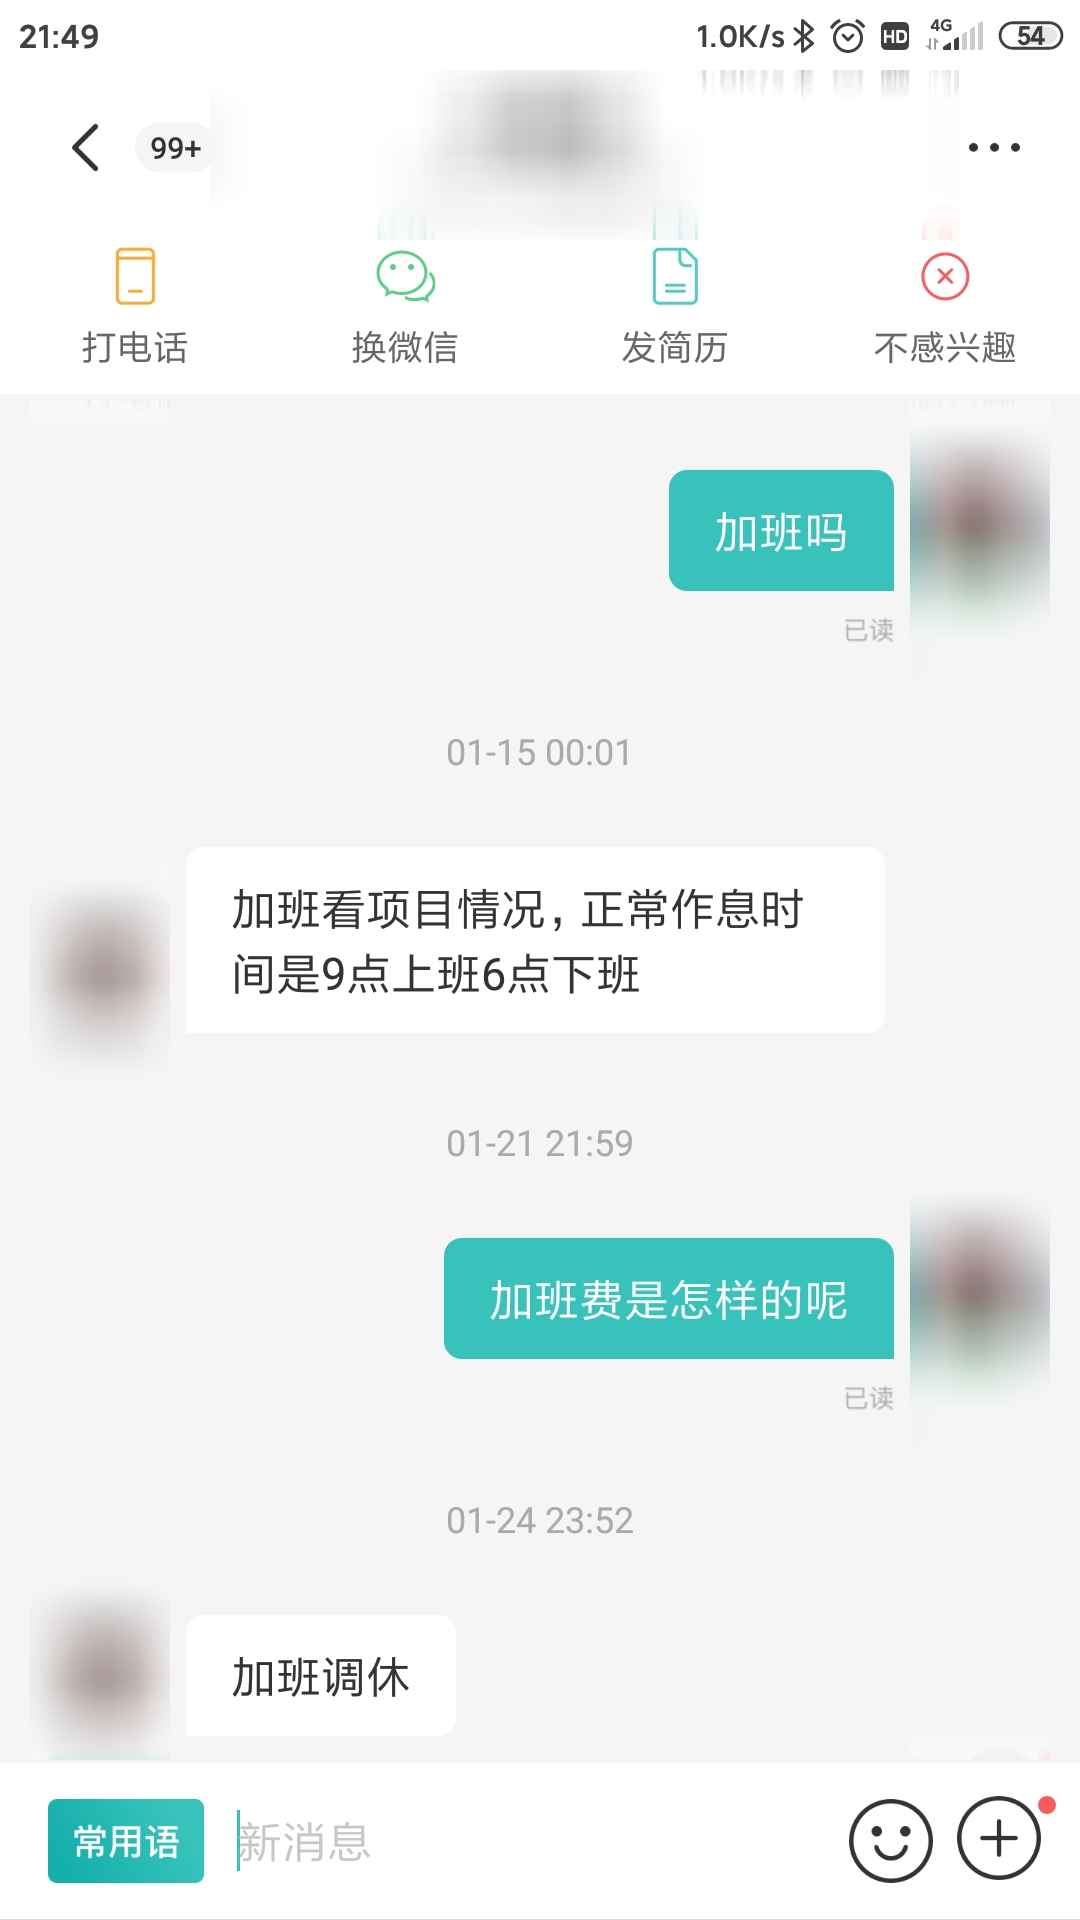 21:49
1.0K/s HD 4G 54
99+
打电话
换微信
发简历
不感兴趣
加班吗
已读
01-15 00:01
加班看项目情况，正常作息时
间是9点上班6点下班
01-21 21:59
加班费是怎样的呢
已读
01-24 23:52
加班调休
常用语
新消息